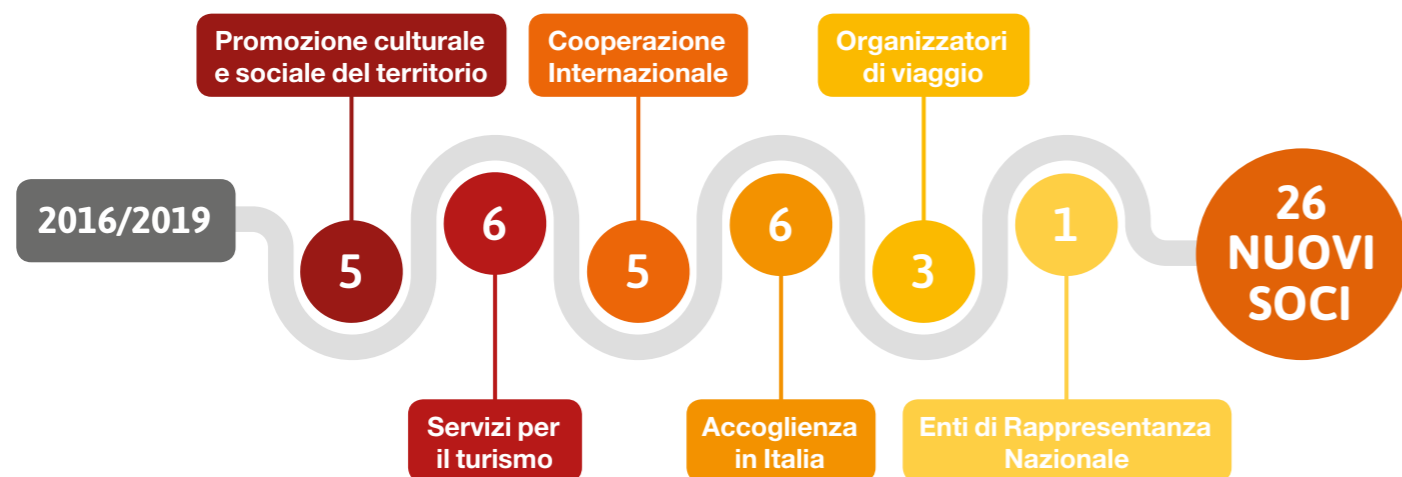 Promozione culturale
e sociale del territorio
Cooperazione
Internazionale
Organizzatori
di viaggio
2016/2019
5
6
5
6
3
1
26
NUOVI
SOCI
Servizi per
il turismo
Accoglienza
in Italia
Enti di Rappresentanza
Nazionale